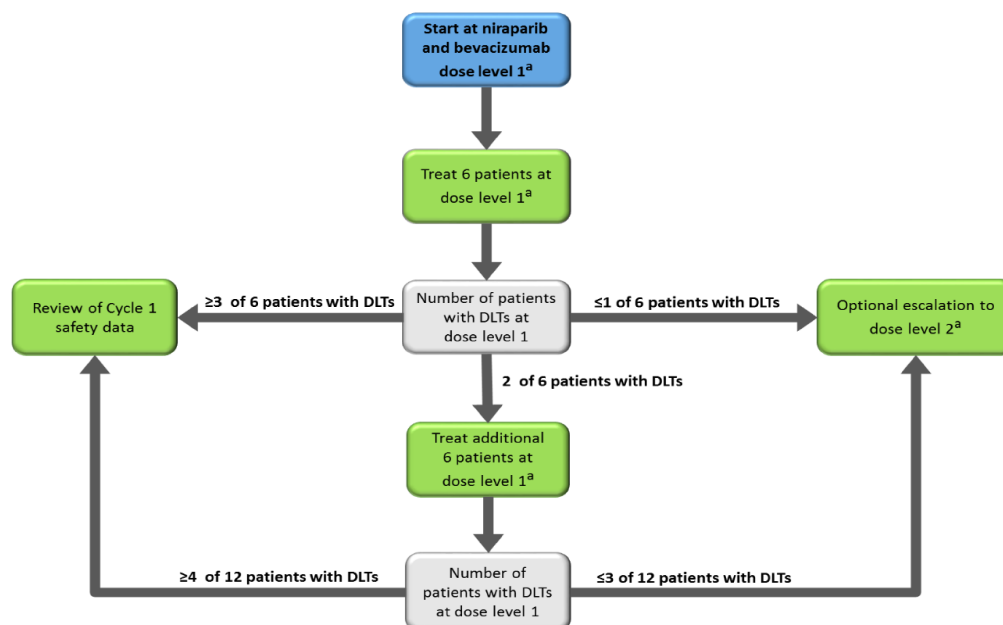 Start at niraparib
and bevacizumab
dose level 1ᵃ
Treat 6 patients at
dose level 1ᵃ
Review of Cycle 1
safety data
≥3 of 6 patients with DLTs
Number of patients
with DLTs at
dose level 1
≤1 of 6 patients with DLTs
Optional escalation to
dose level 2ᵃ
2 of 6 patients with DLTs
Treat additional
6 patients at
dose level 1ᵃ
≥4 of 12 patients with DLTs
Number of
patients with DLTs
at dose level 1
≤3 of 12 patients with DLTs